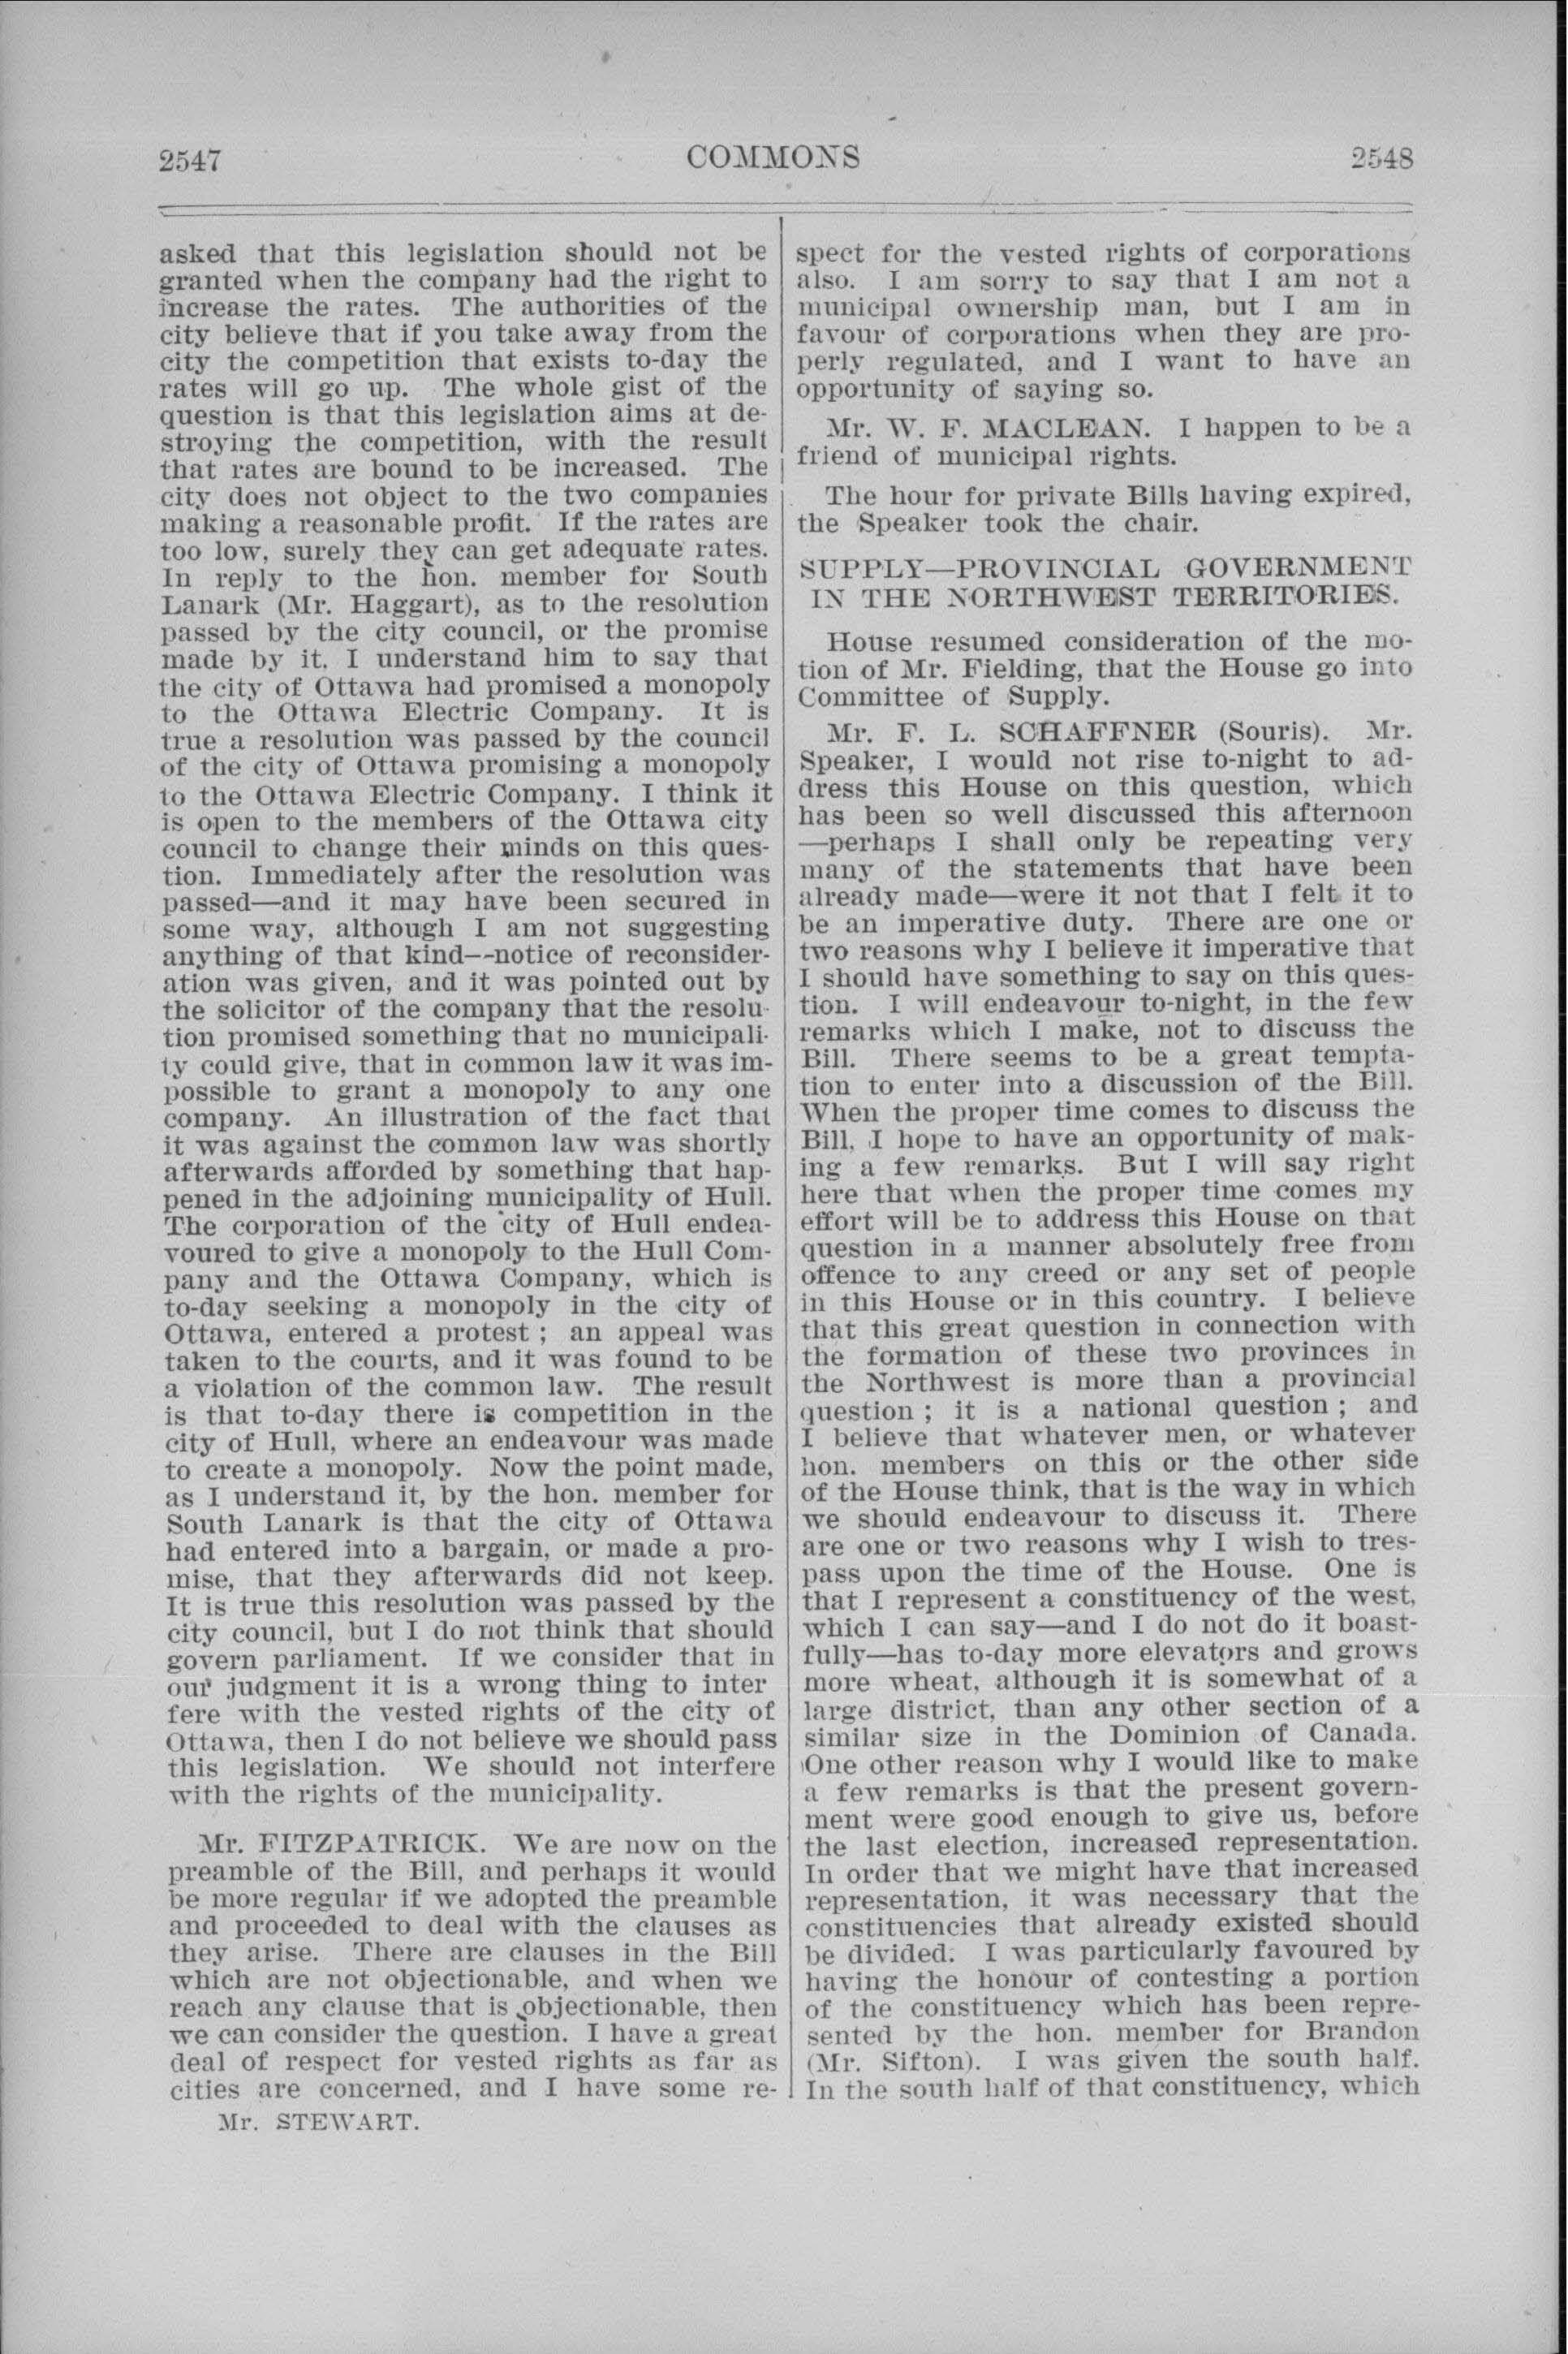 2547
COMMONS
2548
asked that this legislation should not be
granted when the company had the right to
increase the rates. The authorities of the
city believe that if you take away from the
city the competition that exists to-day the
rates will go up. The whole gist of the
question is that this legislation aims at de-
stroying the competition, with the result
that rates are bound to be increased. The
city does not object to the two companies
making a reasonable profit. If the rates are
too low, surely they can get adequate rates.
In reply to the hon. member for South
Lanark (Mr. Haggart), as to the resolution
passed by the city council, or the promise
made by it. I understand him to say that
the city of Ottawa had promised a monopoly
to the Ottawa Electric Company. It is
true a resolution was passed by the council
of the city of Ottawa promising a monopoly
to the Ottawa Electric Company. I think it
is open to the members of the Ottawa city
council to change their minds on this ques-
tion. Immediately after the resolution was
passed—and it may have been secured in
some way, although I am not suggesting
anything of that kind--notice of reconsider-
ation was given, and it was pointed out by
the solicitor of the company that the resolu-
tion promised something that no municipali-
ty could give, that in common law it was im-
possible to grant a monopoly to any one
company. An illustration of the fact that
it was against the common law was shortly
afterwards afforded by something that hap-
pened in the adjoining municipality of Hull.
The corporation of the city of Hull endea-
voured to give a monopoly to the Hull Com-
pany and the Ottawa Company, which is
to-day seeking a monopoly in the city of
Ottawa, entered a protest ; an appeal was
taken to the courts, and it was found to be
a violation of the common law. The result
is that to-day there is competition in the
city of Hull, where an endeavour was made
to create a monopoly. Now the point made,
as I understand it, by the hon. member for
South Lanark is that the city of Ottawa
had entered into a bargain, or made a pro-
mise, that they afterwards did not keep.
It is true this resolution was passed by the
city council, but I do not think that should
govern parliament. If we consider that in
our judgment it is a wrong thing to inter
fere with the vested rights of the city of
Ottawa, then I do not believe we should pass
this legislation. We should not interfere
with the rights of the municipality.
Mr. FITZPATRICK. We are now on the
preamble of the Bill, and perhaps it would
be more regular if we adopted the preamble
and proceeded to deal with the clauses as
they arise. There are clauses in the Bill
which are not objectionable, and when we
reach any clause that is objectionable, then
we can consider the question. I have a great
deal of respect for vested rights as far as
cities are concerned, and I have some re-
Mr. STEWART.
spect for the vested rights of corporations
also. I am sorry to say that I am not a
municipal ownership man, but I am in
favour of corporations when they are pro-
perly regulated, and I want to have an
opportunity of saying so.
Mr. W. F. MACLEAN. I happen to be a
friend of municipal rights.
The hour for private Bills having expired,
the Speaker took the chair.
SUPPLY—PROVINCIAL GOVERNMENT
IN THE NORTHWEST TERRITORIES.
House resumed consideration of the mo-
tion of Mr. Fielding, that the House go into
Committee of Supply.
Mr. F. L. SCHAFFNER (Souris). Mr.
Speaker, I would not rise to-night to ad-
dress this House on this question, which
has been so well discussed this afternoon
—perhaps I shall only be repeating very
many of the statements that have been
already made—were it not that I felt it to
be an imperative duty. There are one or
two reasons why I believe it imperative that
I should have something to say on this ques-
tion. I will endeavour to-night, in the few
remarks which I make, not to discuss the
Bill. There seems to be a great tempta-
tion to enter into a discussion of the Bill.
When the proper time comes to discuss the
Bill, I hope to have an opportunity of mak-
ing a few remarks. But I will say right
here that when the proper time comes my
effort will be to address this House on that
question in a manner absolutely free from
offence to any creed or any set of people
in this House or in this country. I believe
that this great question in connection with
the formation of these two provinces in
the Northwest is more than a provincial
question ; it is a national question ; and
I believe that whatever men, or whatever
hon. members on this or the other side
of the House think, that is the way in which
we should endeavour to discuss it. There
are one or two reasons why I wish to tres-
pass upon the time of the House. One is
that I represent a constituency of the west,
which I can say—and I do not do it boast-
fully—has to-day more elevators and grows
more wheat, although it is somewhat of a
large district, than any other section of a
similar size in the Dominion of Canada.
One other reason why I would like to make
a few remarks is that the present govern-
ment were good enough to give us, before
the last election, increased representation.
In order that we might have that increased
representation, it was necessary that the
constituencies that already existed should
be divided. I was particularly favoured by
having the honour of contesting a portion
of the constituency which has been repre-
sented by the hon. member for Brandon
(Mr. Sifton). I was given the south half.
In the south half of that constituency, which